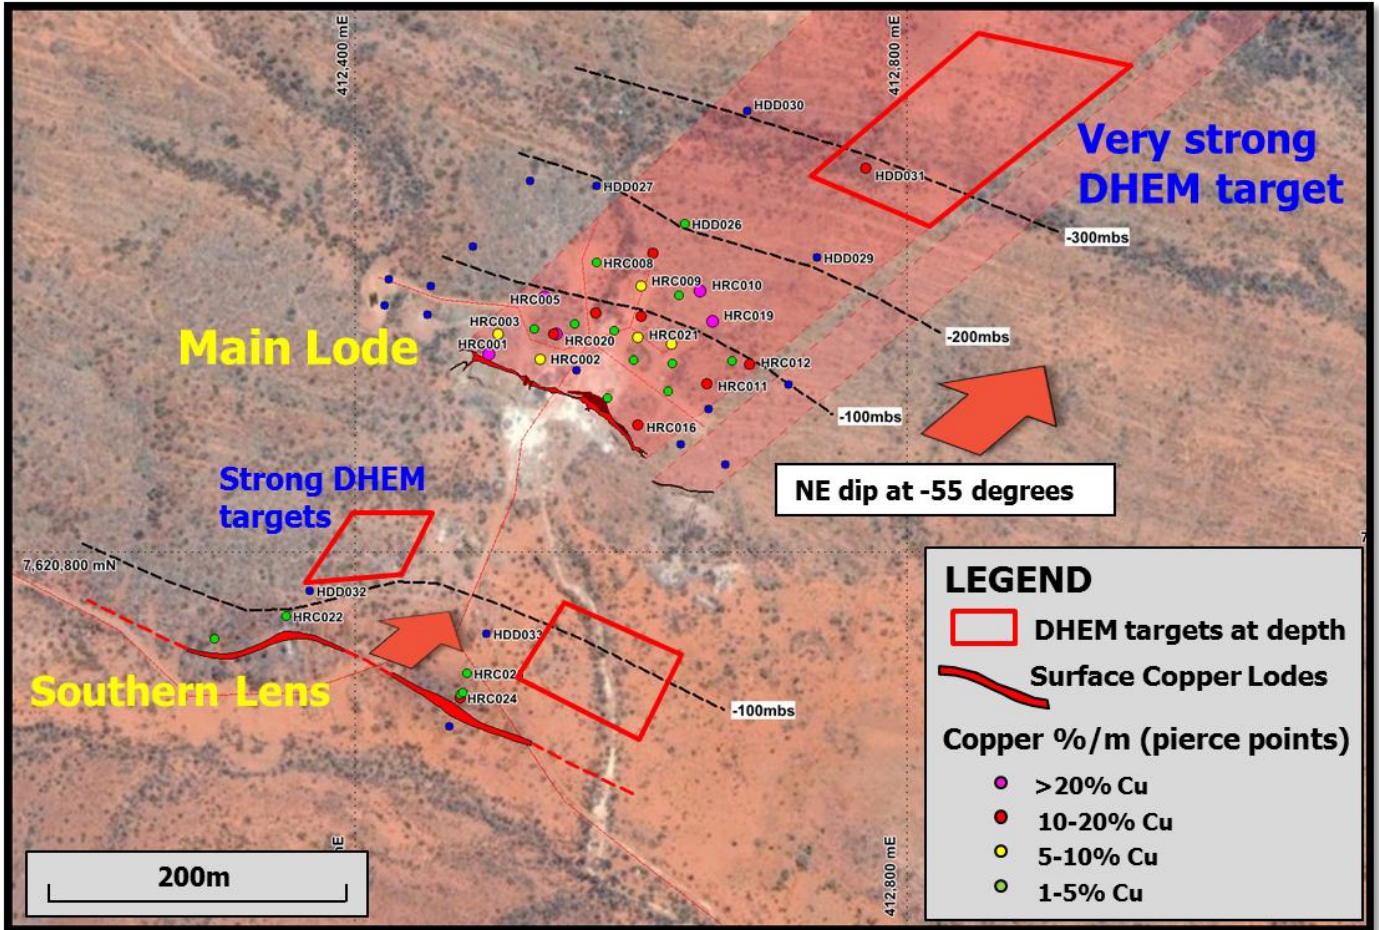 412,400 mE
412,800 mE
HDD030
Very strong
DHEM target
HDD031
HDD027
HDD026
-300mbs
HDD029
HRC008
HRC009
HRC010
HRC005
HRC019
HRC003
HRC020
HRC021
-200mbs
Main Lode
HRC001
HRC002
HRC012
HRC011
-100mbs
HRC016
NE dip at -55 degrees
Strong DHEM
targets
7,620,800 mN
HDD032
HRC022
HDD033
HRC024
Southern Lens
-100mbs
LEGEND
DHEM targets at depth
Surface Copper Lodes
Copper %/m (pierce points)
>20% Cu
10-20% Cu
5-10% Cu
1-5% Cu
200m
mE
412,800 mE